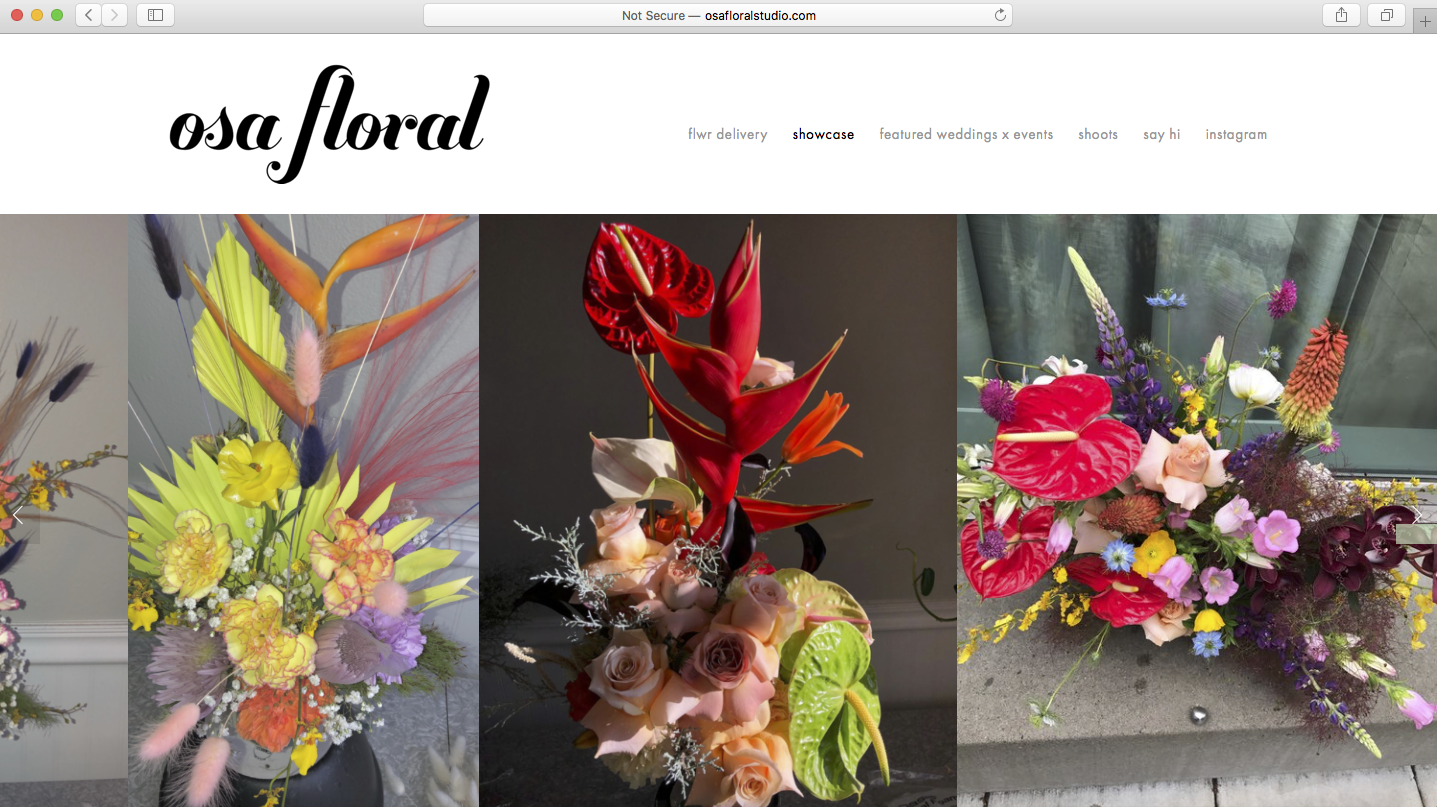 Not Secure — osafloralstudio.com
osa floral
flwr delivery showcase featured weddings x events shoots say hi instagram